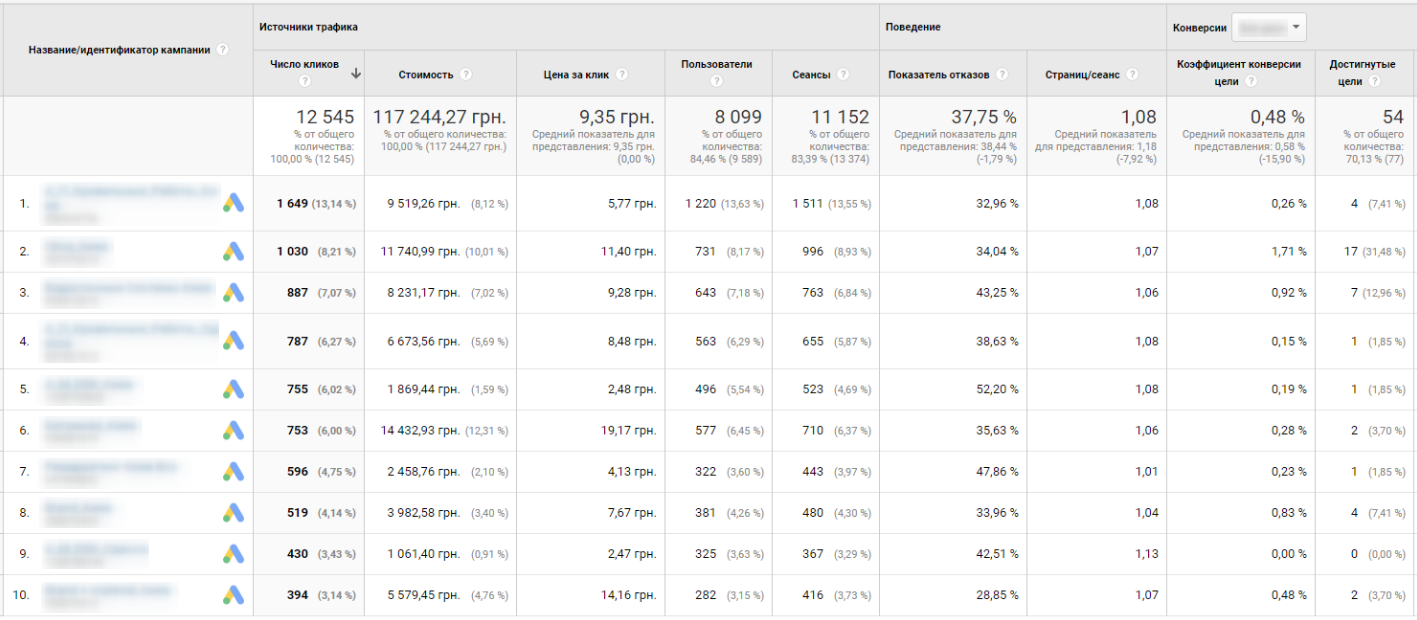 Название/идентификатор кампании ?
Источники трафика
Поведение
Конверсии
Число кликов ?
Стоимость ?
Цена за клик ?
Пользователи ?
Сеансы ?
Показатель отказов ?
Страниц/сеанс ?
Коэффициент конверсии
цели ?
Достигнутые
цели ?
12 545
% от общего
количества:
100,00 % (12 545)
117 244,27 грн.
% от общего количества:
100,00 % (117 244,27 грн.)
9,35 грн.
Средний показатель для
представления: 9,35 грн.
(0,00 %)
8 099
% от общего
количества:
84,46 % (9 589)
11 152
% от общего
количества:
83,39 % (13 374)
37,75 %
Средний показатель для
представления: 38,44 %
(-1,79 %)
1,08
Средний показатель
для представления: 1,18
(-7,92 %)
0,48 %
Средний показатель для
представления: 0,58 %
(-15,90 %)
54
% от общего
количества:
70,13 % (77)
1. 1 649 (13,14 %) 9 519,26 грн. (8,12 %) 5,77 грн. 1 220 (13,63 %) 1 511 (13,55 %) 32,96 % 1,08 0,26 % 4 (7,41 %)
2. 1 030 (8,21 %) 11 740,99 грн. (10,01 %) 11,40 грн. 731 (8,17 %) 996 (8,93 %) 34,04 % 1,07 1,71 % 17 (31,48 %)
3. 887 (7,07 %) 8 231,17 грн. (7,02 %) 9,28 грн. 643 (7,18 %) 763 (6,84 %) 43,25 % 1,06 0,92 % 7 (12,96 %)
4. 787 (6,27 %) 6 673,56 грн. (5,69 %) 8,48 грн. 563 (6,29 %) 655 (5,87 %) 38,63 % 1,08 0,15 % 1 (1,85 %)
5. 755 (6,02 %) 1 869,44 грн. (1,59 %) 2,48 грн. 496 (5,54 %) 523 (4,69 %) 52,20 % 1,08 0,19 % 1 (1,85 %)
6. 753 (6,00 %) 14 432,93 грн. (12,31 %) 19,17 грн. 577 (6,45 %) 710 (6,37 %) 35,63 % 1,06 0,28 % 2 (3,70 %)
7. 596 (4,75 %) 2 458,76 грн. (2,10 %) 4,13 грн. 322 (3,60 %) 443 (3,97 %) 47,86 % 1,01 0,23 % 1 (1,85 %)
8. 519 (4,14 %) 3 982,58 грн. (3,40 %) 7,67 грн. 381 (4,26 %) 480 (4,30 %) 33,96 % 1,04 0,83 % 4 (7,41 %)
9. 430 (3,43 %) 1 061,40 грн. (0,91 %) 2,47 грн. 325 (3,63 %) 367 (3,29 %) 42,51 % 1,13 0,00 % 0 (0,00 %)
10. 394 (3,14 %) 5 579,45 грн. (4,76 %) 14,16 грн. 282 (3,15 %) 416 (3,73 %) 28,85 % 1,07 0,48 % 2 (3,70 %)